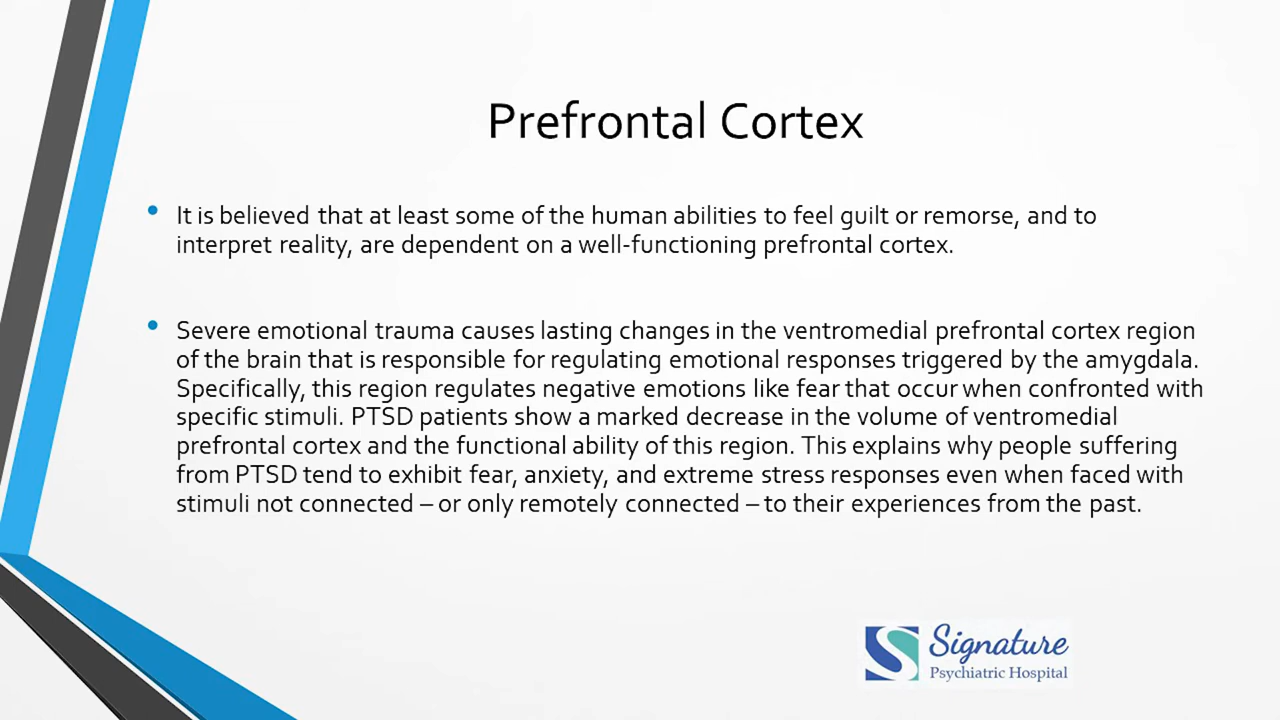 Prefrontal Cortex
• It is believed that at least some of the human abilities to feel guilt or remorse, and to
interpret reality, are dependent on a well-functioning prefrontal cortex.
• Severe emotional trauma causes lasting changes in the ventromedial prefrontal cortex region
of the brain that is responsible for regulating emotional responses triggered by the amygdala.
Specifically, this region regulates negative emotions like fear that occur when confronted with
specific stimuli. PTSD patients show a marked decrease in the volume of ventromedial
prefrontal cortex and the functional ability of this region. This explains why people suffering
from PTSD tend to exhibit fear, anxiety, and extreme stress responses even when faced with
stimuli not connected – or only remotely connected – to their experiences from the past.
Signature
Psychiatric Hospital